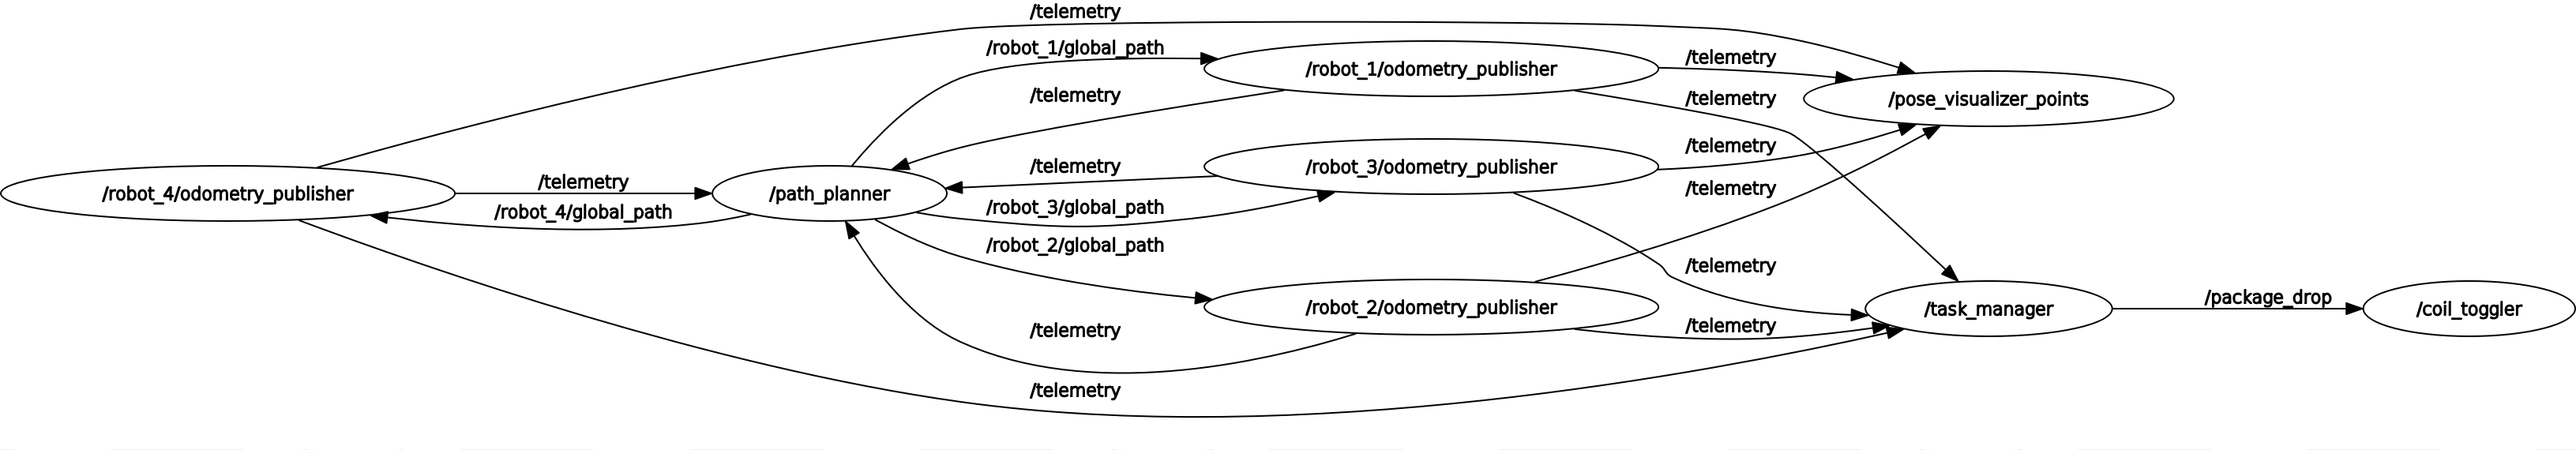 /telemetry
/robot_1/global_path
/telemetry
/robot_1/odometry_publisher
/telemetry
/telemetry
/pose_visualizer_points
/telemetry
/robot_3/odometry_publisher
/telemetry
/telemetry
/telemetry
/robot_4/odometry_publisher
/path_planner
/robot_3/global_path
/robot_4/global_path
/robot_2/global_path
/telemetry
/package_drop
/robot_2/odometry_publisher
/task_manager
/coil_toggler
/telemetry
/telemetry
/telemetry